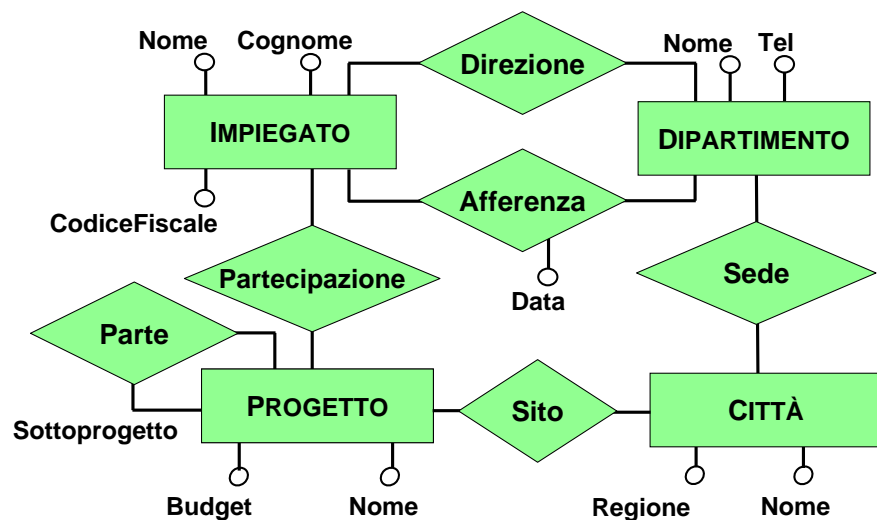 Nome Cognome
Direzione
Nome Tel
IMPIEGATO
DIPARTIMENTO
CodiceFiscale
Afferenza
Data
Partecipazione
Sede
Parte
Sottoprogetto
PROGETTO
Sito
CITTÀ
Budget Nome
Regione Nome